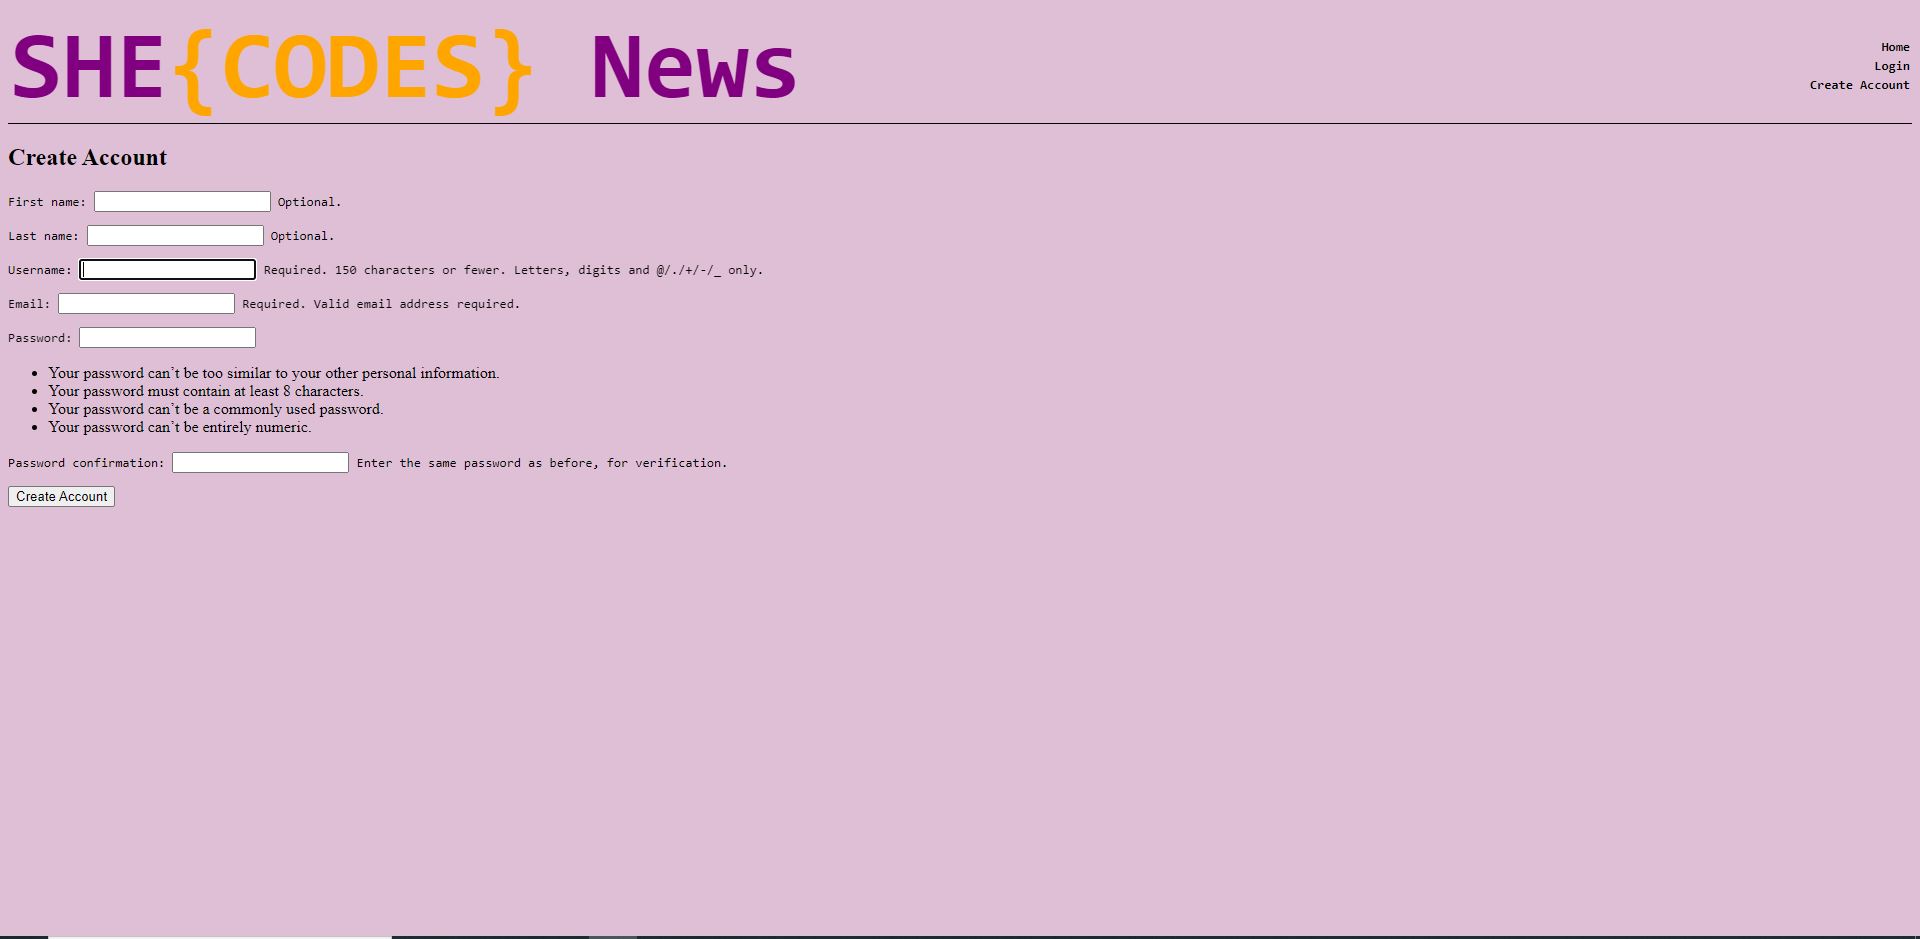 SHE{CODES} News
Home
Login
Create Account
Create Account
First name: Optional.
Last name: Optional.
Username: Required. 150 characters or fewer. Letters, digits and @/./+/-/_ only.
Email: Required. Valid email address required.
Password:
Your password can’t be too similar to your other personal information.
Your password must contain at least 8 characters.
Your password can’t be a commonly used password.
Your password can’t be entirely numeric.
Password confirmation: Enter the same password as before, for verification.
Create Account